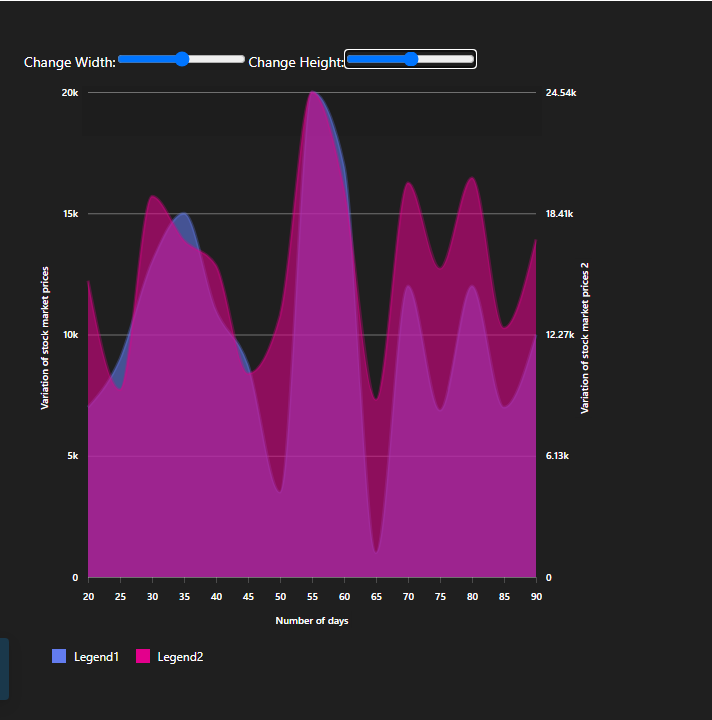 Change Width: Change Height:
20k 24.54k
15k 18.41k
10k 12.27k
5k 6.13k
0 0
Variation of stock market prices
Variation of stock market prices 2
20 25 30 35 40 45 50 55 60 65 70 75 80 85 90
Number of days
Legend1 Legend2